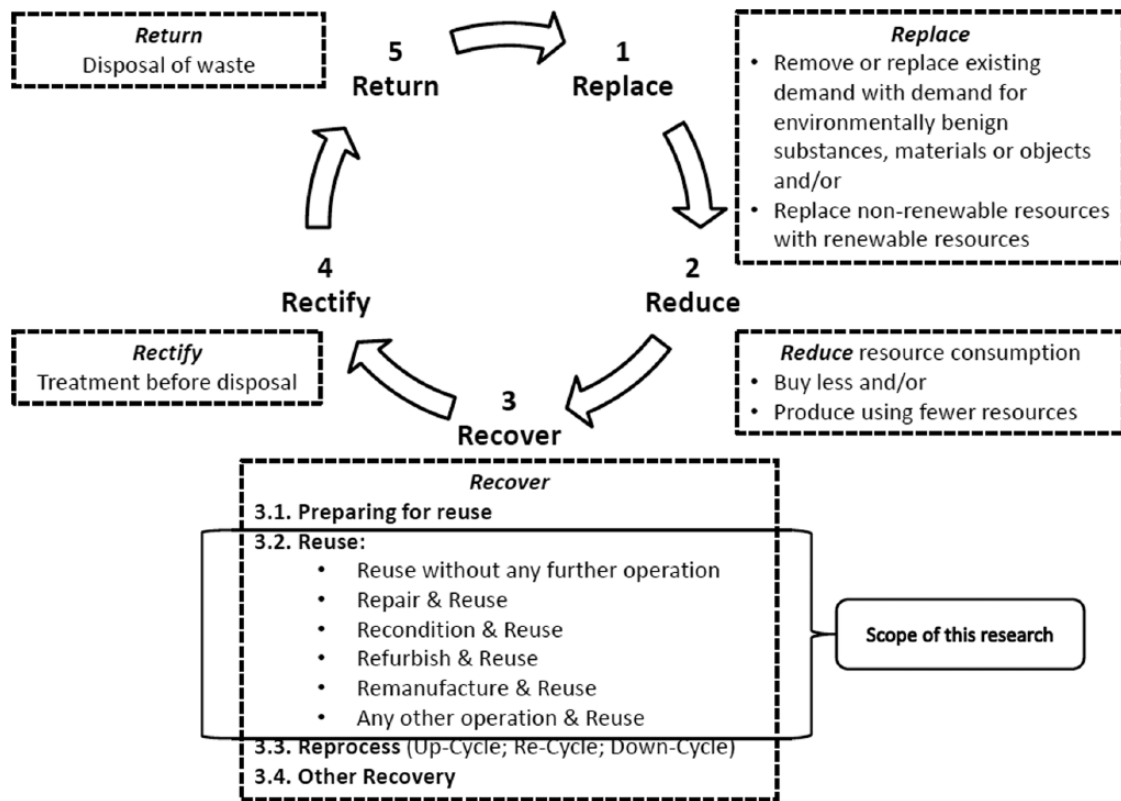 Return
Disposal of waste
5
Return
1
Replace
Replace
• Remove or replace existing
demand with demand for
environmentally benign
substances, materials or objects
and/or
• Replace non-renewable resources
with renewable resources
4
Rectify
2
Reduce
Rectify
Treatment before disposal
Reduce resource consumption
• Buy less and/or
• Produce using fewer resources
3
Recover
Recover
3.1. Preparing for reuse
3.2. Reuse:
• Reuse without any further operation
• Repair & Reuse
• Recondition & Reuse
• Refurbish & Reuse
• Remanufacture & Reuse
• Any other operation & Reuse
Scope of this research
3.3. Reprocess (Up-Cycle; Re-Cycle; Down-Cycle)
3.4. Other Recovery